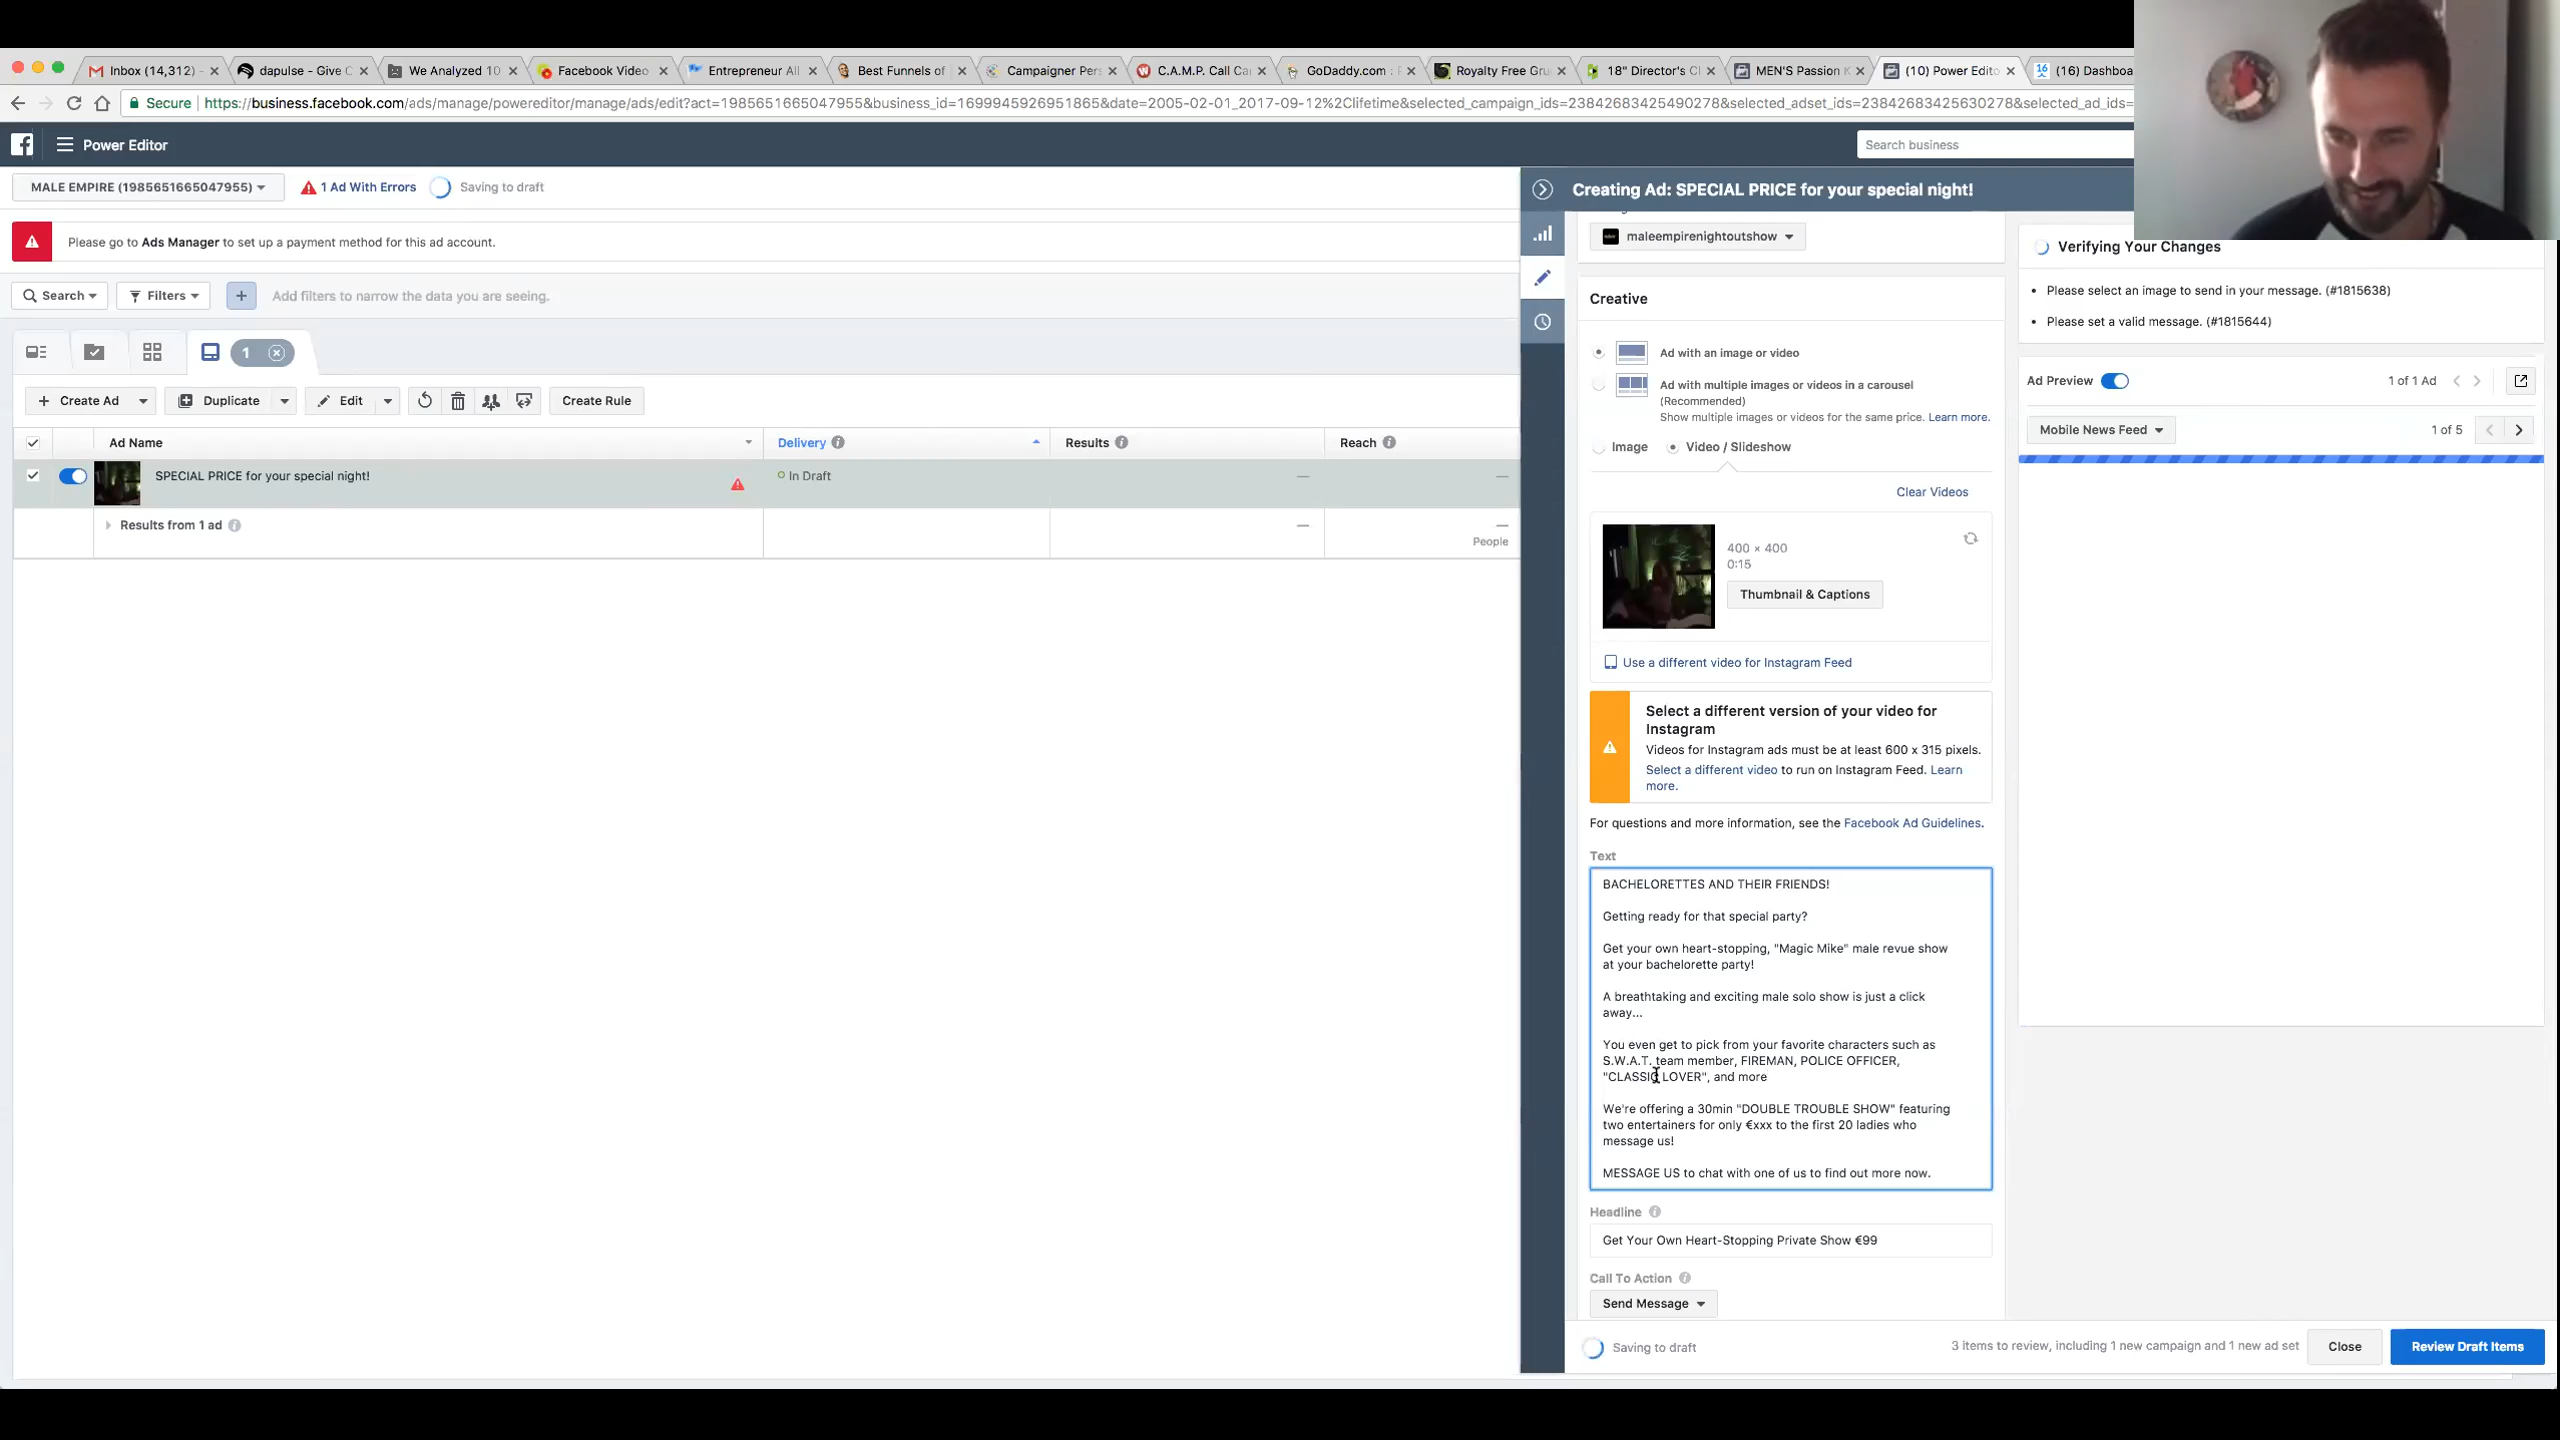 Inbox (14,312) -
dapulse - Give C
We Analyzed 10
Facebook Video
Entrepreneur All
Best Funnels of
Campaigner Pers
C.A.M.P. Call Ca
GoDaddy.com : F
Royalty Free Gru
18" Director's Cl
MEN'S Passion K
(10) Power Edito
(16) Dashboa
Secure
https://business.facebook.com/ads/manage/powereditor/manage/ads/edit?act=1985651665047955&business_id=1699945926951865&date=2005-02-01_2017-09-12%2Clifetime&selected_campaign_ids=23842683425490278&selected_adset_ids=23842683425630278&selected_ad_ids=
Power Editor
Search business
MALE EMPIRE (1985651665047955)
1 Ad With Errors
Saving to draft
Please go to Ads Manager to set up a payment method for this ad account.
Search
Filters
Add filters to narrow the data you are seeing.
1
Create Ad
Duplicate
Edit
Create Rule
Ad Name
Delivery
Results
Reach
SPECIAL PRICE for your special night!
In Draft
—
—
Results from 1 ad
—
—
People
Creating Ad: SPECIAL PRICE for your special night!
maleempirenightoutshow
Creative
Ad with an image or video
Ad with multiple images or videos in a carousel
(Recommended)
Show multiple images or videos for the same price. Learn more.
Image
Video / Slideshow
Clear Videos
400 × 400
0:15
Thumbnail & Captions
Use a different video for Instagram Feed
Select a different version of your video for
Instagram
Videos for Instagram ads must be at least 600 x 315 pixels.
Select a different video to run on Instagram Feed. Learn
more.
For questions and more information, see the Facebook Ad Guidelines.
Text
BACHELORETTES AND THEIR FRIENDS!
Getting ready for that special party?
Get your own heart-stopping, "Magic Mike" male revue show
at your bachelorette party!
A breathtaking and exciting male solo show is just a click
away...
You even get to pick from your favorite characters such as
S.W.A.T. team member, FIREMAN, POLICE OFFICER,
"CLASSIC LOVER", and more
We're offering a 30min "DOUBLE TROUBLE SHOW" featuring
two entertainers for only €xxx to the first 20 ladies who
message us!
MESSAGE US to chat with one of us to find out more now.
Headline
Get Your Own Heart-Stopping Private Show €99
Call To Action
Send Message
Saving to draft
3 items to review, including 1 new campaign and 1 new ad set
Close
Review Draft Items
Verifying Your Changes
Please select an image to send in your message. (#1815638)
Please set a valid message. (#1815644)
Ad Preview
1 of 1 Ad
Mobile News Feed
1 of 5